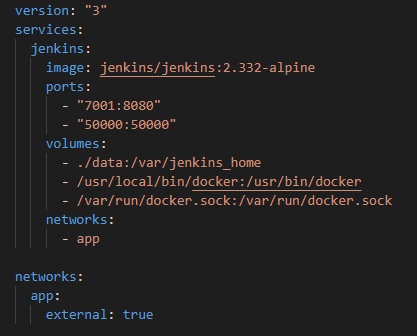 version: "3"
services:
  jenkins:
    image: jenkins/jenkins:2.332-alpine
    ports:
      - "7001:8080"
      - "50000:50000"
    volumes:
      - ./data:/var/jenkins_home
      - /usr/local/bin/docker:/usr/bin/docker
      - /var/run/docker.sock:/var/run/docker.sock
    networks:
      - app

networks:
  app:
    external: true